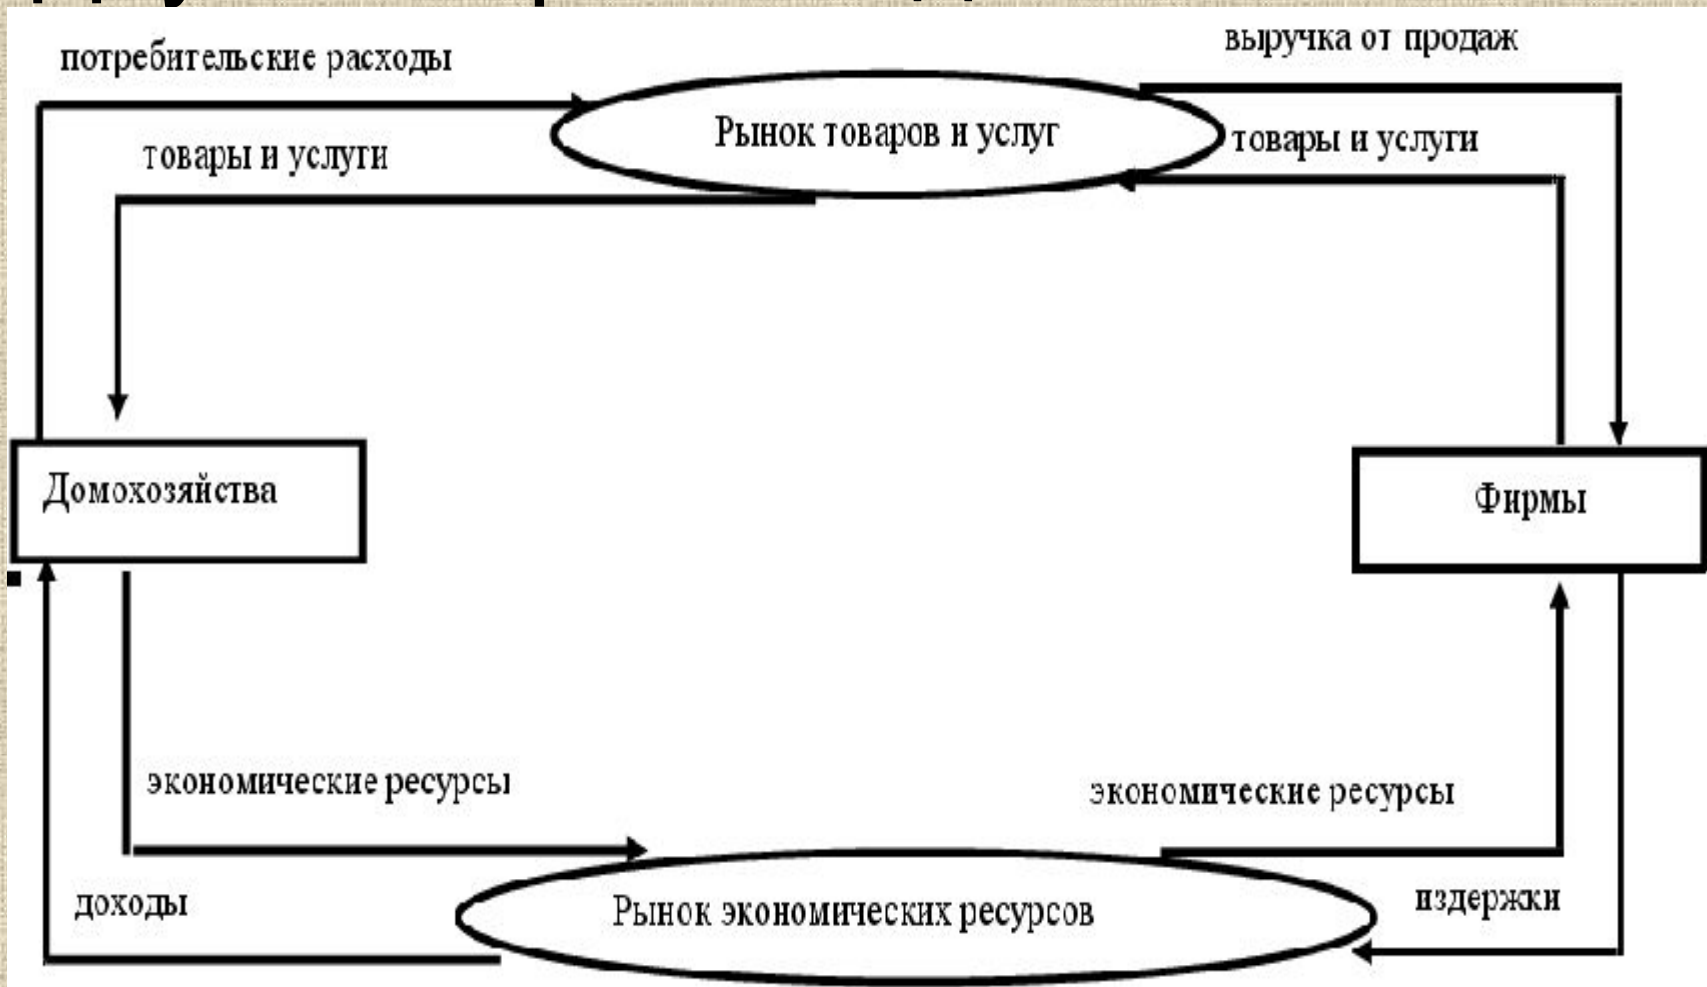 потребительские расходы
выручка от продаж
Рынок товаров и услуг
товары и услуги
товары и услуги
Домохозяйства
Фирмы
экономические ресурсы
экономические ресурсы
доходы
Рынок экономических ресурсов
издержки